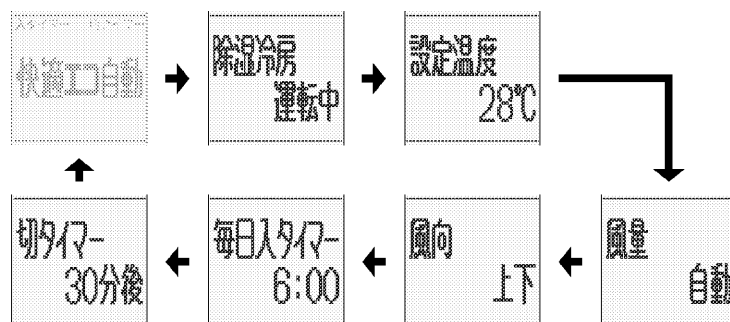 快適エコ自動
除湿冷房
運転中
設定温度
28℃
風量
自動
風向
上下
毎日入タイマー
6:00
切タイマー
30分後